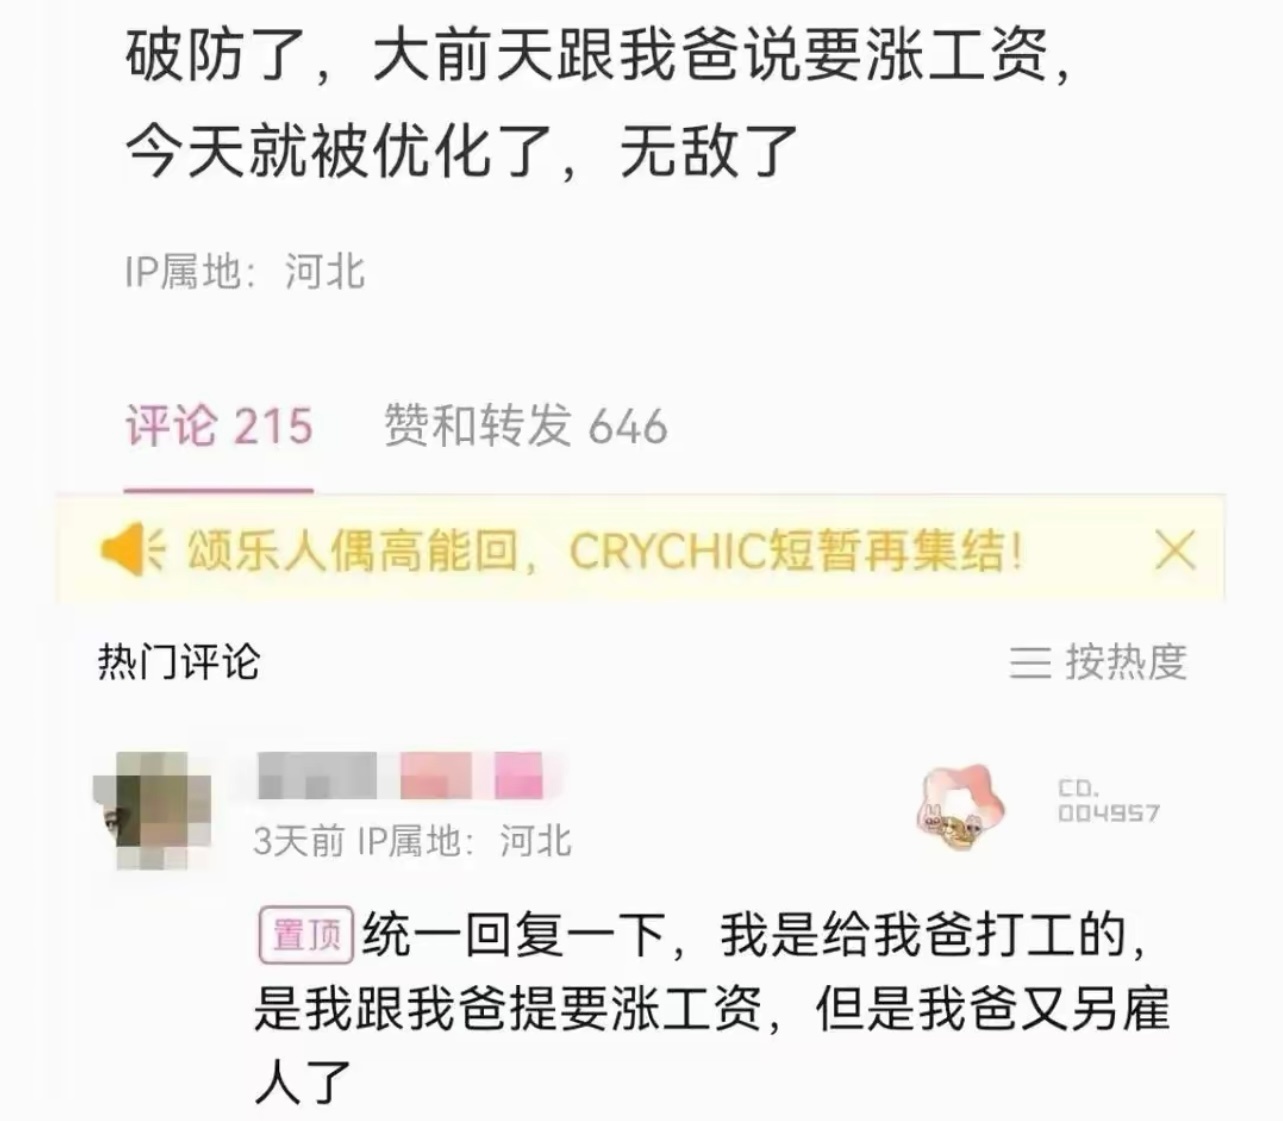 破防了，大前天跟我爸说要涨工资，
今天就被优化了，无敌了
IP属地：河北
评论 215 赞和转发 646
颂乐人偶高能回，CRYCHIC短暂再集结！
热门评论 按热度
CD.
004957
3天前 IP属地：河北
置顶 统一回复一下，我是给我爸打工的，
是我跟我爸提要涨工资，但是我爸又另雇
人了